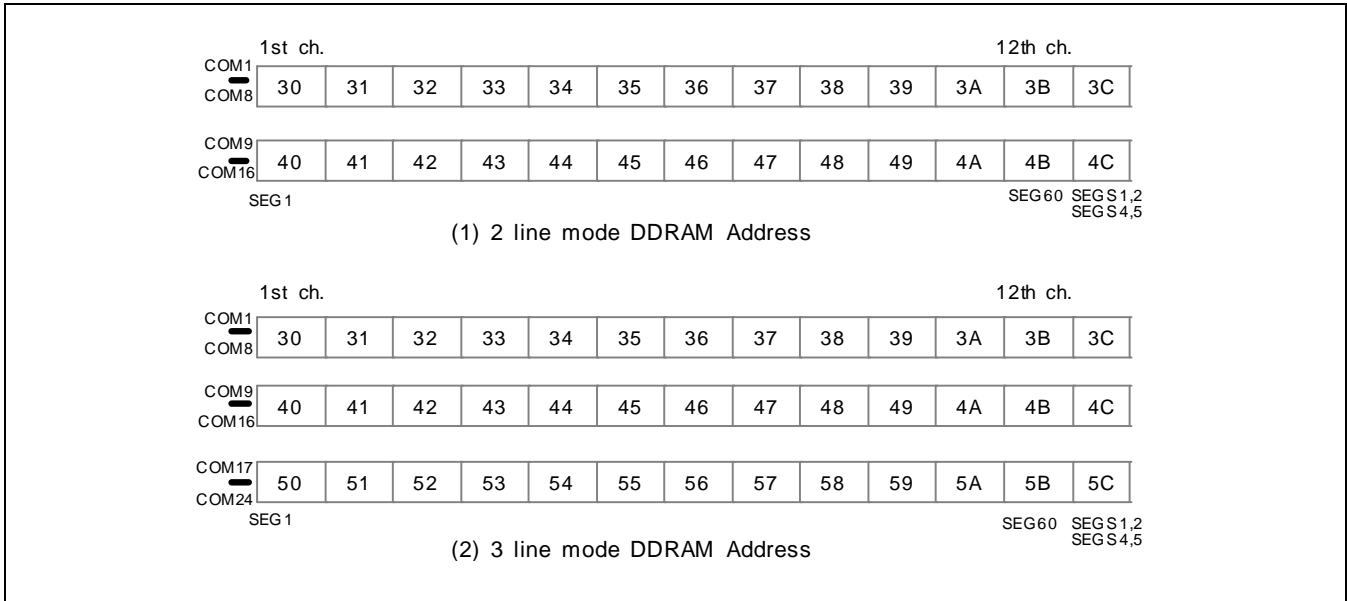 1st ch. 12th ch.
COM1
COM8
30 31 32 33 34 35 36 37 38 39 3A 3B 3C
COM9
COM16
40 41 42 43 44 45 46 47 48 49 4A 4B 4C
SEG1 SEG60 SEGS1,2
SEGS4,5
(1) 2 line mode DDRAM Address
1st ch. 12th ch.
COM1
COM8
30 31 32 33 34 35 36 37 38 39 3A 3B 3C
COM9
COM16
40 41 42 43 44 45 46 47 48 49 4A 4B 4C
COM17
COM24
50 51 52 53 54 55 56 57 58 59 5A 5B 5C
SEG1 SEG60 SEGS1,2
SEGS4,5
(2) 3 line mode DDRAM Address